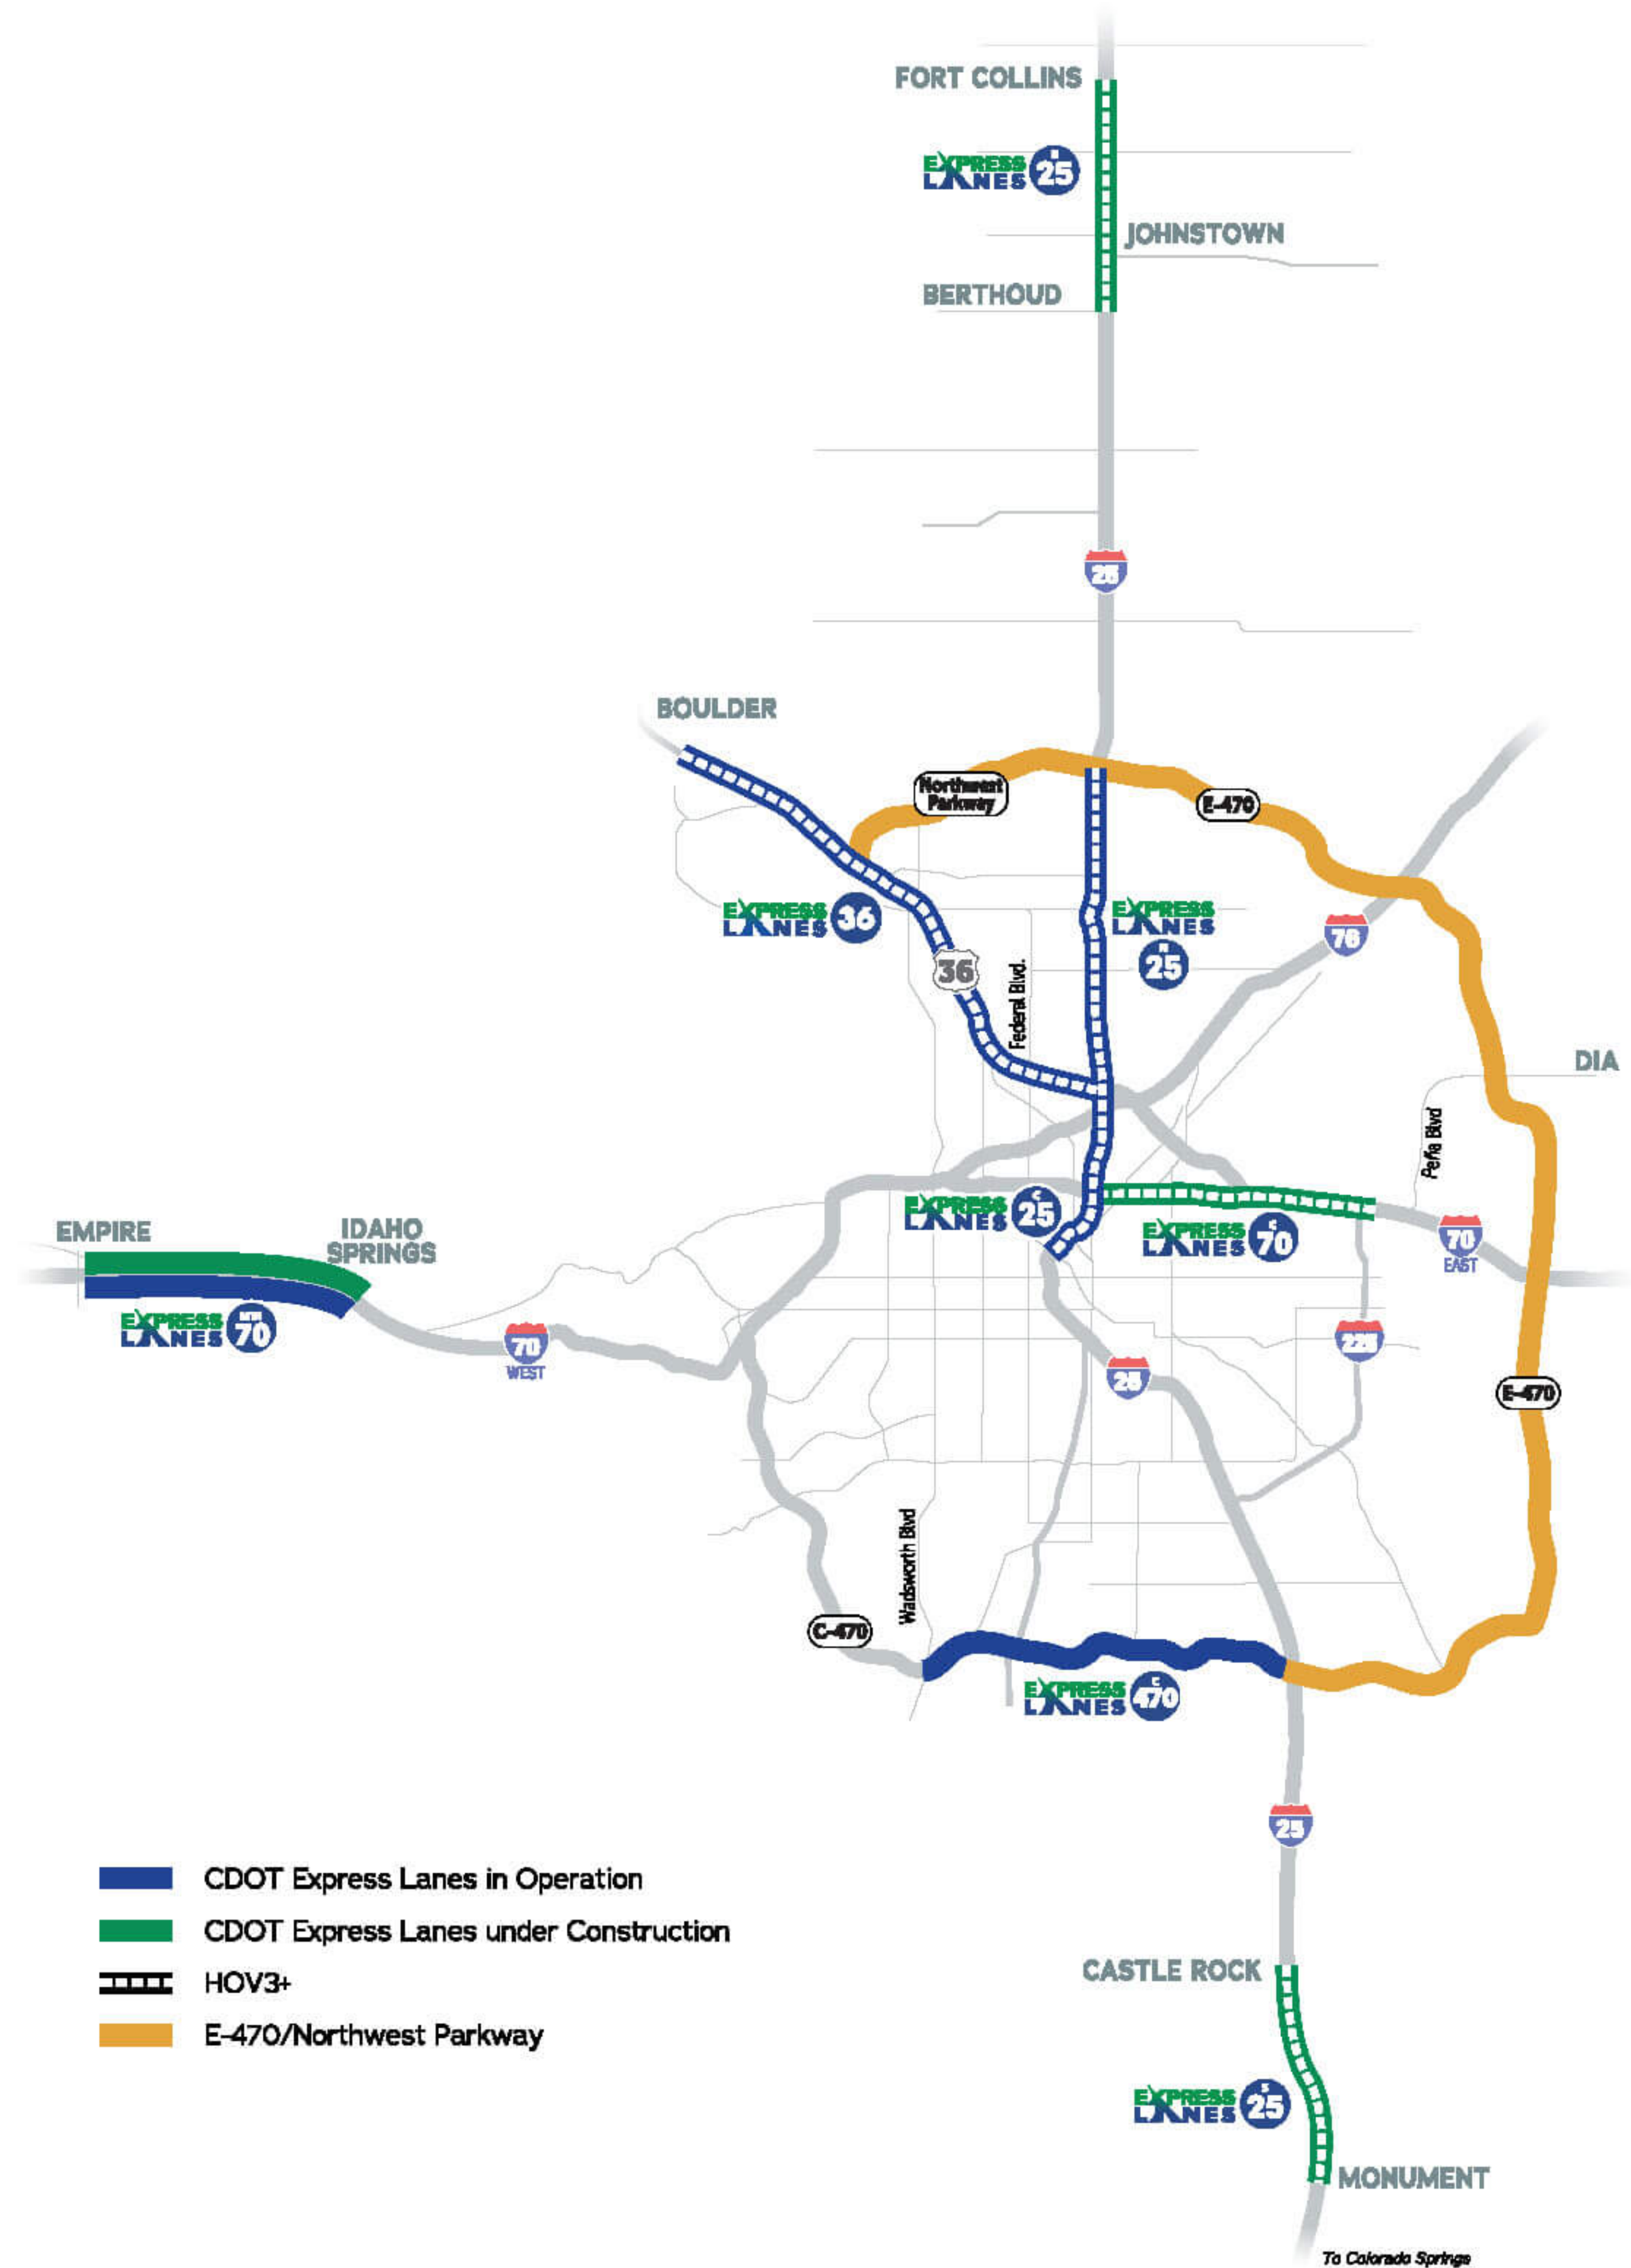 FORT COLLINS
EXPRESS
LANES
N
25
JOHNSTOWN
BERTHOUD
25
BOULDER
Northwest
Parkway
E-470
EXPRESS
LANES
36
EXPRESS
LANES
N
25
76
36
Federal Blvd.
DIA
Peña Blvd
EXPRESS
LANES
C
25
EXPRESS
LANES
C
70
70
EAST
EMPIRE
IDAHO
SPRINGS
EXPRESS
LANES
MTN
70
70
WEST
225
25
E-470
Wadsworth Blvd
C-470
EXPRESS
LANES
C
470
25
CDOT Express Lanes in Operation
CDOT Express Lanes under Construction
HOV3+
E-470/Northwest Parkway
CASTLE ROCK
EXPRESS
LANES
S
25
MONUMENT
To Colorado Springs